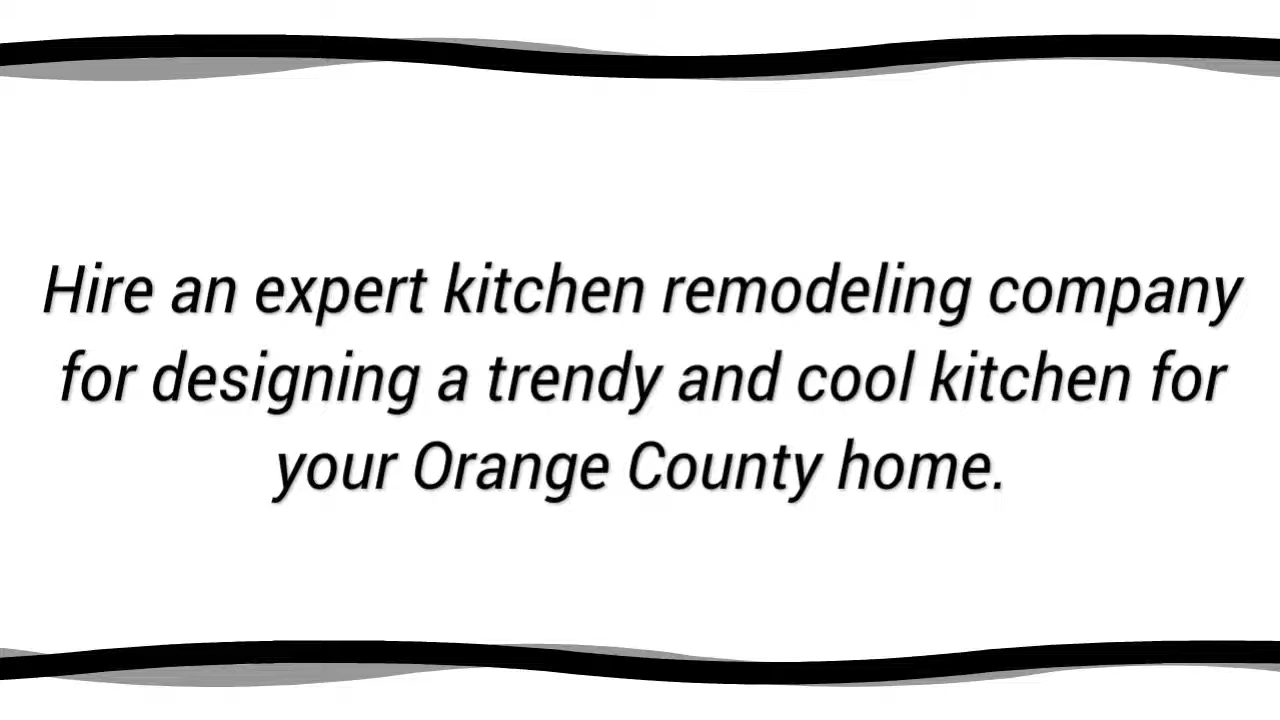 Hire an expert kitchen remodeling company
for designing a trendy and cool kitchen for
your Orange County home.